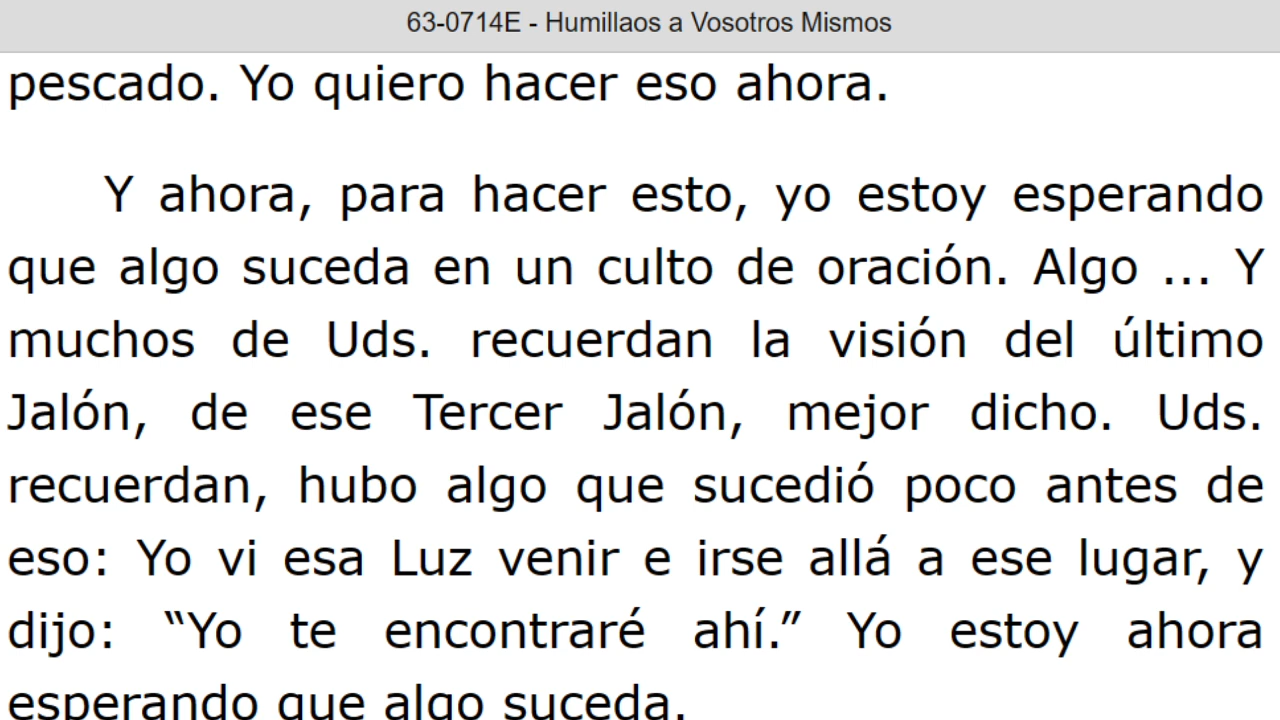 63-0714E - Humillaos a Vosotros Mismos
pescado. Yo quiero hacer eso ahora.
Y ahora, para hacer esto, yo estoy esperando
que algo suceda en un culto de oración. Algo ... Y
muchos de Uds. recuerdan la visión del último
Jalón, de ese Tercer Jalón, mejor dicho. Uds.
recuerdan, hubo algo que sucedió poco antes de
eso: Yo vi esa Luz venir e irse allá a ese lugar, y
dijo: “Yo te encontraré ahí.” Yo estoy ahora
esperando que algo suceda.